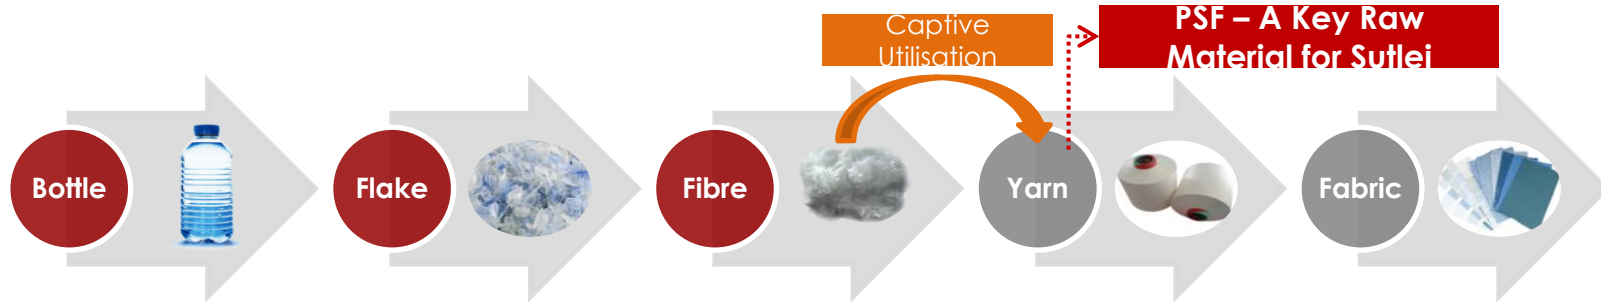 Captive
Utilisation
PSF – A Key Raw
Material for Sutlej
Bottle
Flake
Fibre
Yarn
Fabric